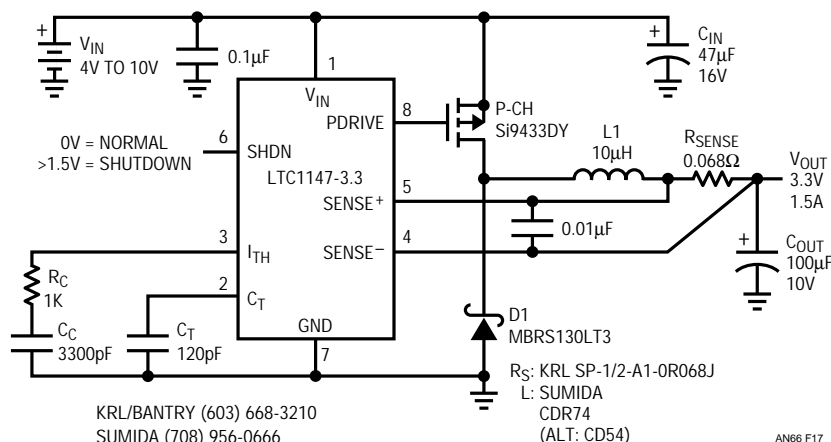 +
V_IN
4V TO 10V
0.1µF
1
V_IN
+
C_IN
47µF
16V
PDRIVE
8
P-CH
Si9433DY
0V = NORMAL
>1.5V = SHUTDOWN
6
SHDN
LTC1147-3.3
L1
10µH
R_SENSE
0.068Ω
V_OUT
3.3V
1.5A
SENSE+
5
0.01µF
3
I_TH
SENSE−
4
+
C_OUT
100µF
10V
R_C
1K
2
C_T
C_C
3300pF
C_T
120pF
GND
7
D1
MBRS130LT3
R_S: KRL SP-1/2-A1-0R068J
L: SUMIDA
CDR74
(ALT: CD54)
KRL/BANTRY (603) 668-3210
SUMIDA (708) 956-0666
AN66 F17